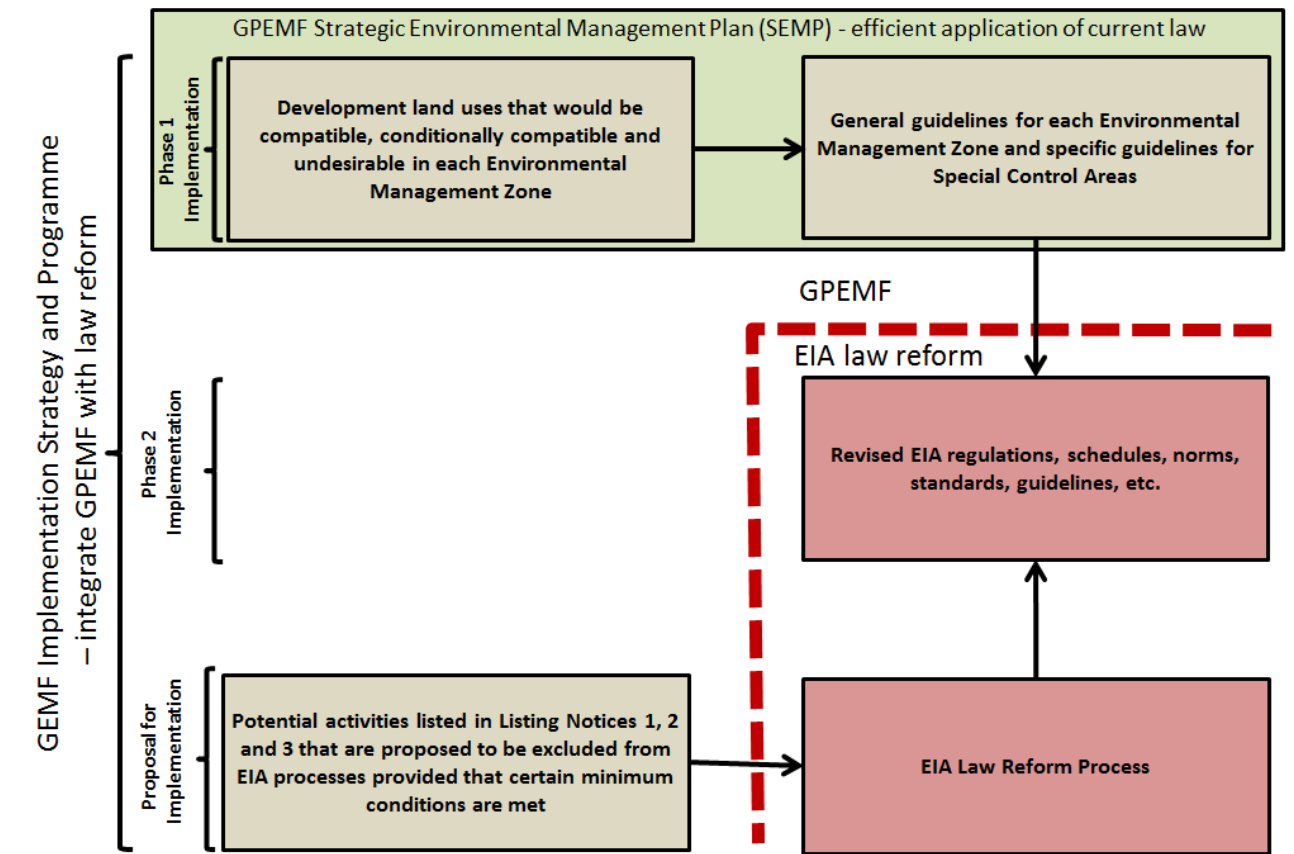 GPEMF Strategic Environmental Management Plan (SEMP) - efficient application of current law
GEMF Implementation Strategy and Programme
– integrate GPEMF with law reform
Phase 1
Implementation
Development land uses that would be
compatible, conditionally compatible and
undesirable in each Environmental
Management Zone
General guidelines for each Environmental
Management Zone and specific guidelines for
Special Control Areas
GPEMF
EIA law reform
Phase 2
Implementation
Revised EIA regulations, schedules, norms,
standards, guidelines, etc.
Proposal for
Implementation
Potential activities listed in Listing Notices 1, 2
and 3 that are proposed to be excluded from
EIA processes provided that certain minimum
conditions are met
EIA Law Reform Process